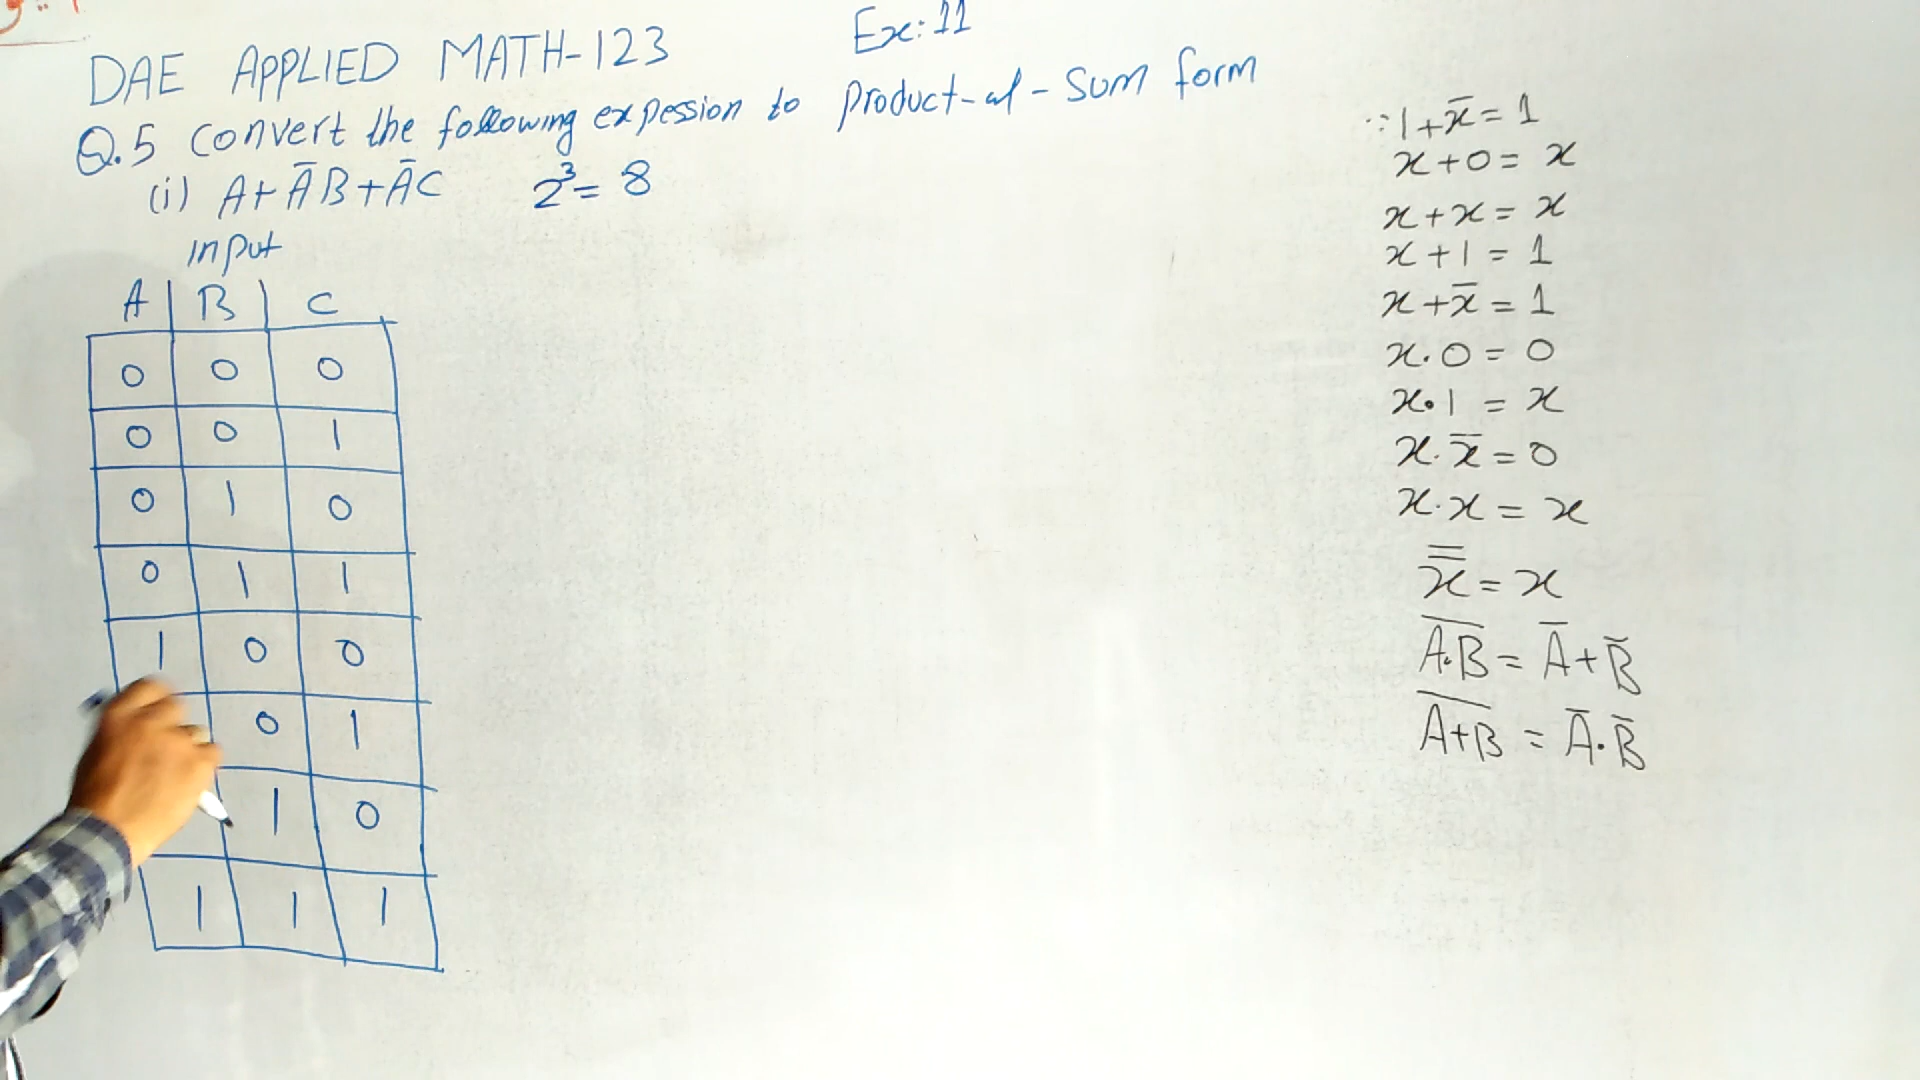 DAE APPLIED MATH-123 Ex:11
Q.5 Convert the following expession to product-of-Sum form
(i) A+ĀB+ĀC 2³=8
input
A | B | C
0 0 0
0 0 1
0 1 0
0 1 1
1 0 0
0 1
1 0
1 1 1
∵ 1+x̄=1
x+0=x
x+x=x
x+1=1
x+x̄=1
x.0=0
x.1=x
x.x̄=0
x.x=x
x̿=x
A̅.̅B̅=Ā+B̄
A̅+̅B̅=Ā.B̄